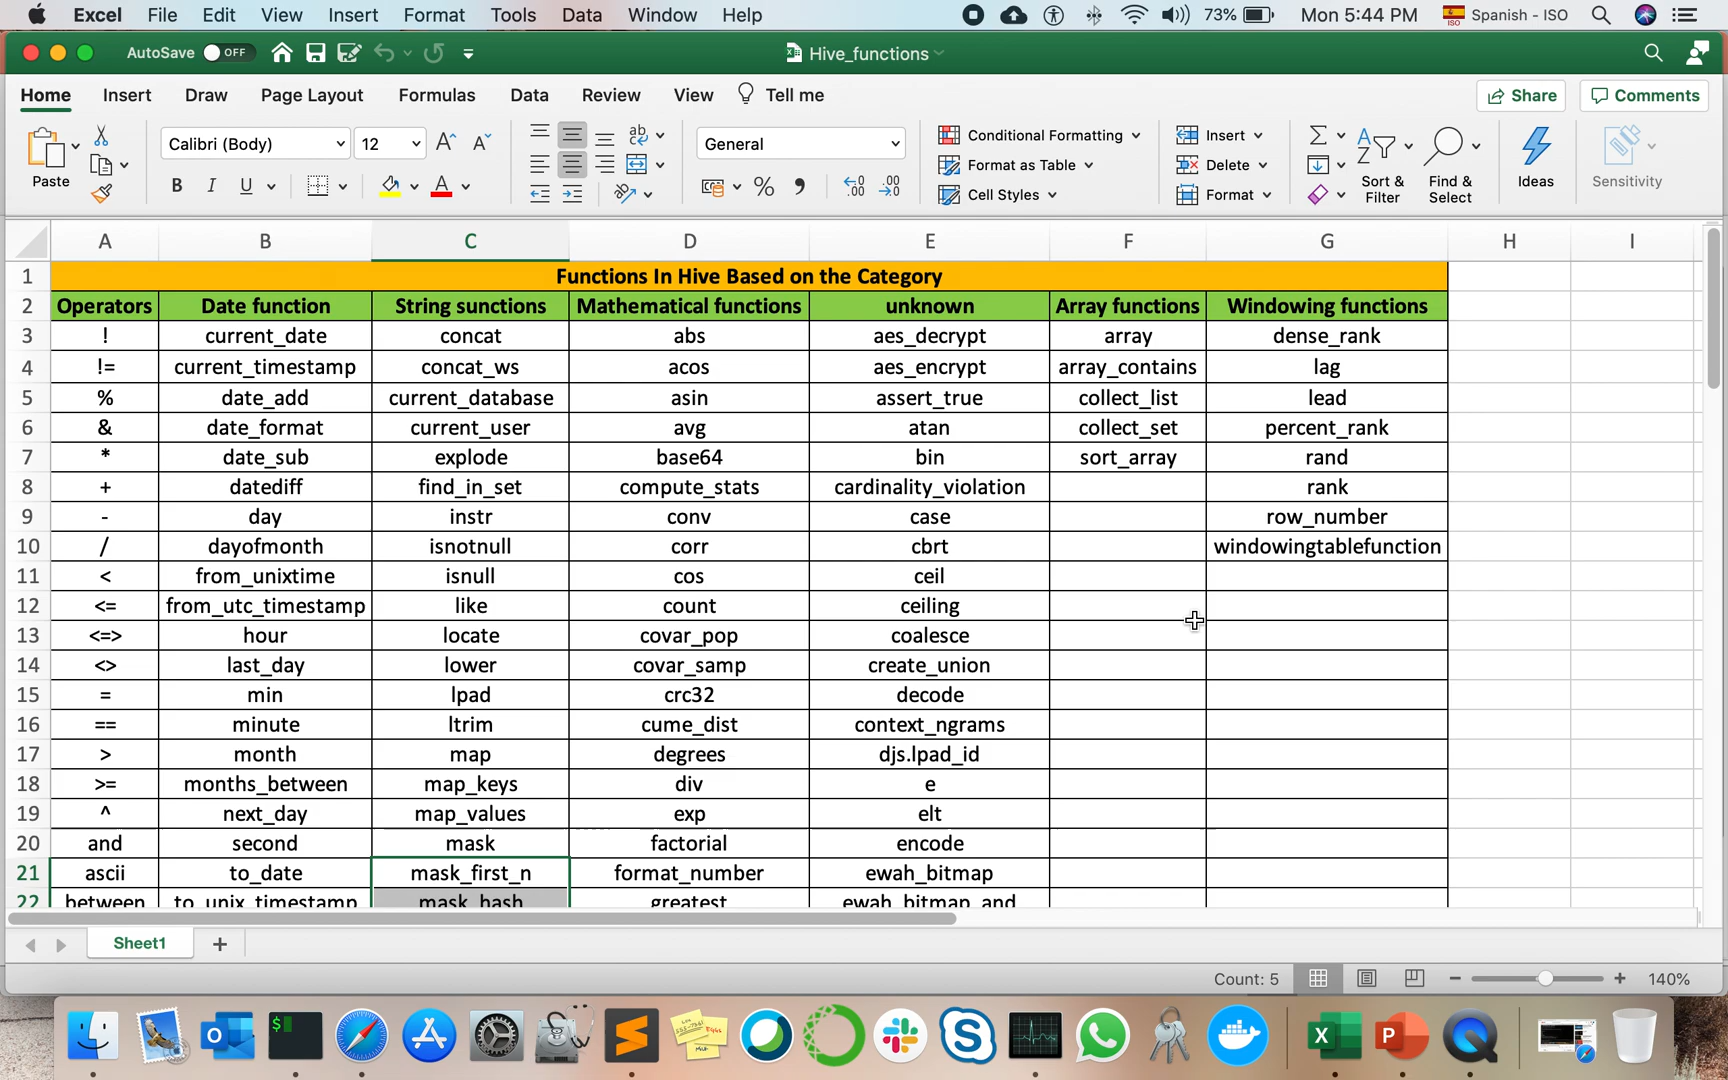 Excel File Edit View Insert Format Tools Data Window Help 73% Mon 5:44 PM Spanish - ISO
AutoSave OFF Hive_functions
Home Insert Draw Page Layout Formulas Data Review View Tell me Share Comments
Paste Calibri (Body) 12 A A ab General Conditional Formatting Insert Sort & Filter Find & Select Ideas Sensitivity
Format as Table Delete
B I U A % Cell Styles Format
A B C D E F G H I
1 Functions In Hive Based on the Category
2 Operators Date function String sunctions Mathematical functions unknown Array functions Windowing functions
3 ! current_date concat abs aes_decrypt array dense_rank
4 != current_timestamp concat_ws acos aes_encrypt array_contains lag
5 % date_add current_database asin assert_true collect_list lead
6 & date_format current_user avg atan collect_set percent_rank
7 * date_sub explode base64 bin sort_array rand
8 + datediff find_in_set compute_stats cardinality_violation rank
9 - day instr conv case row_number
10 / dayofmonth isnotnull corr cbrt windowingtablefunction
11 < from_unixtime isnull cos ceil
12 <= from_utc_timestamp like count ceiling
13 <=> hour locate covar_pop coalesce
14 <> last_day lower covar_samp create_union
15 = min lpad crc32 decode
16 == minute ltrim cume_dist context_ngrams
17 > month map degrees djs.lpad_id
18 >= months_between map_keys div e
19 ^ next_day map_values exp elt
20 and second mask factorial encode
21 ascii to_date mask_first_n format_number ewah_bitmap
22 between to_unix_timestamp mask_hash greatest ewah_bitmap_and
Sheet1
Count: 5 140%